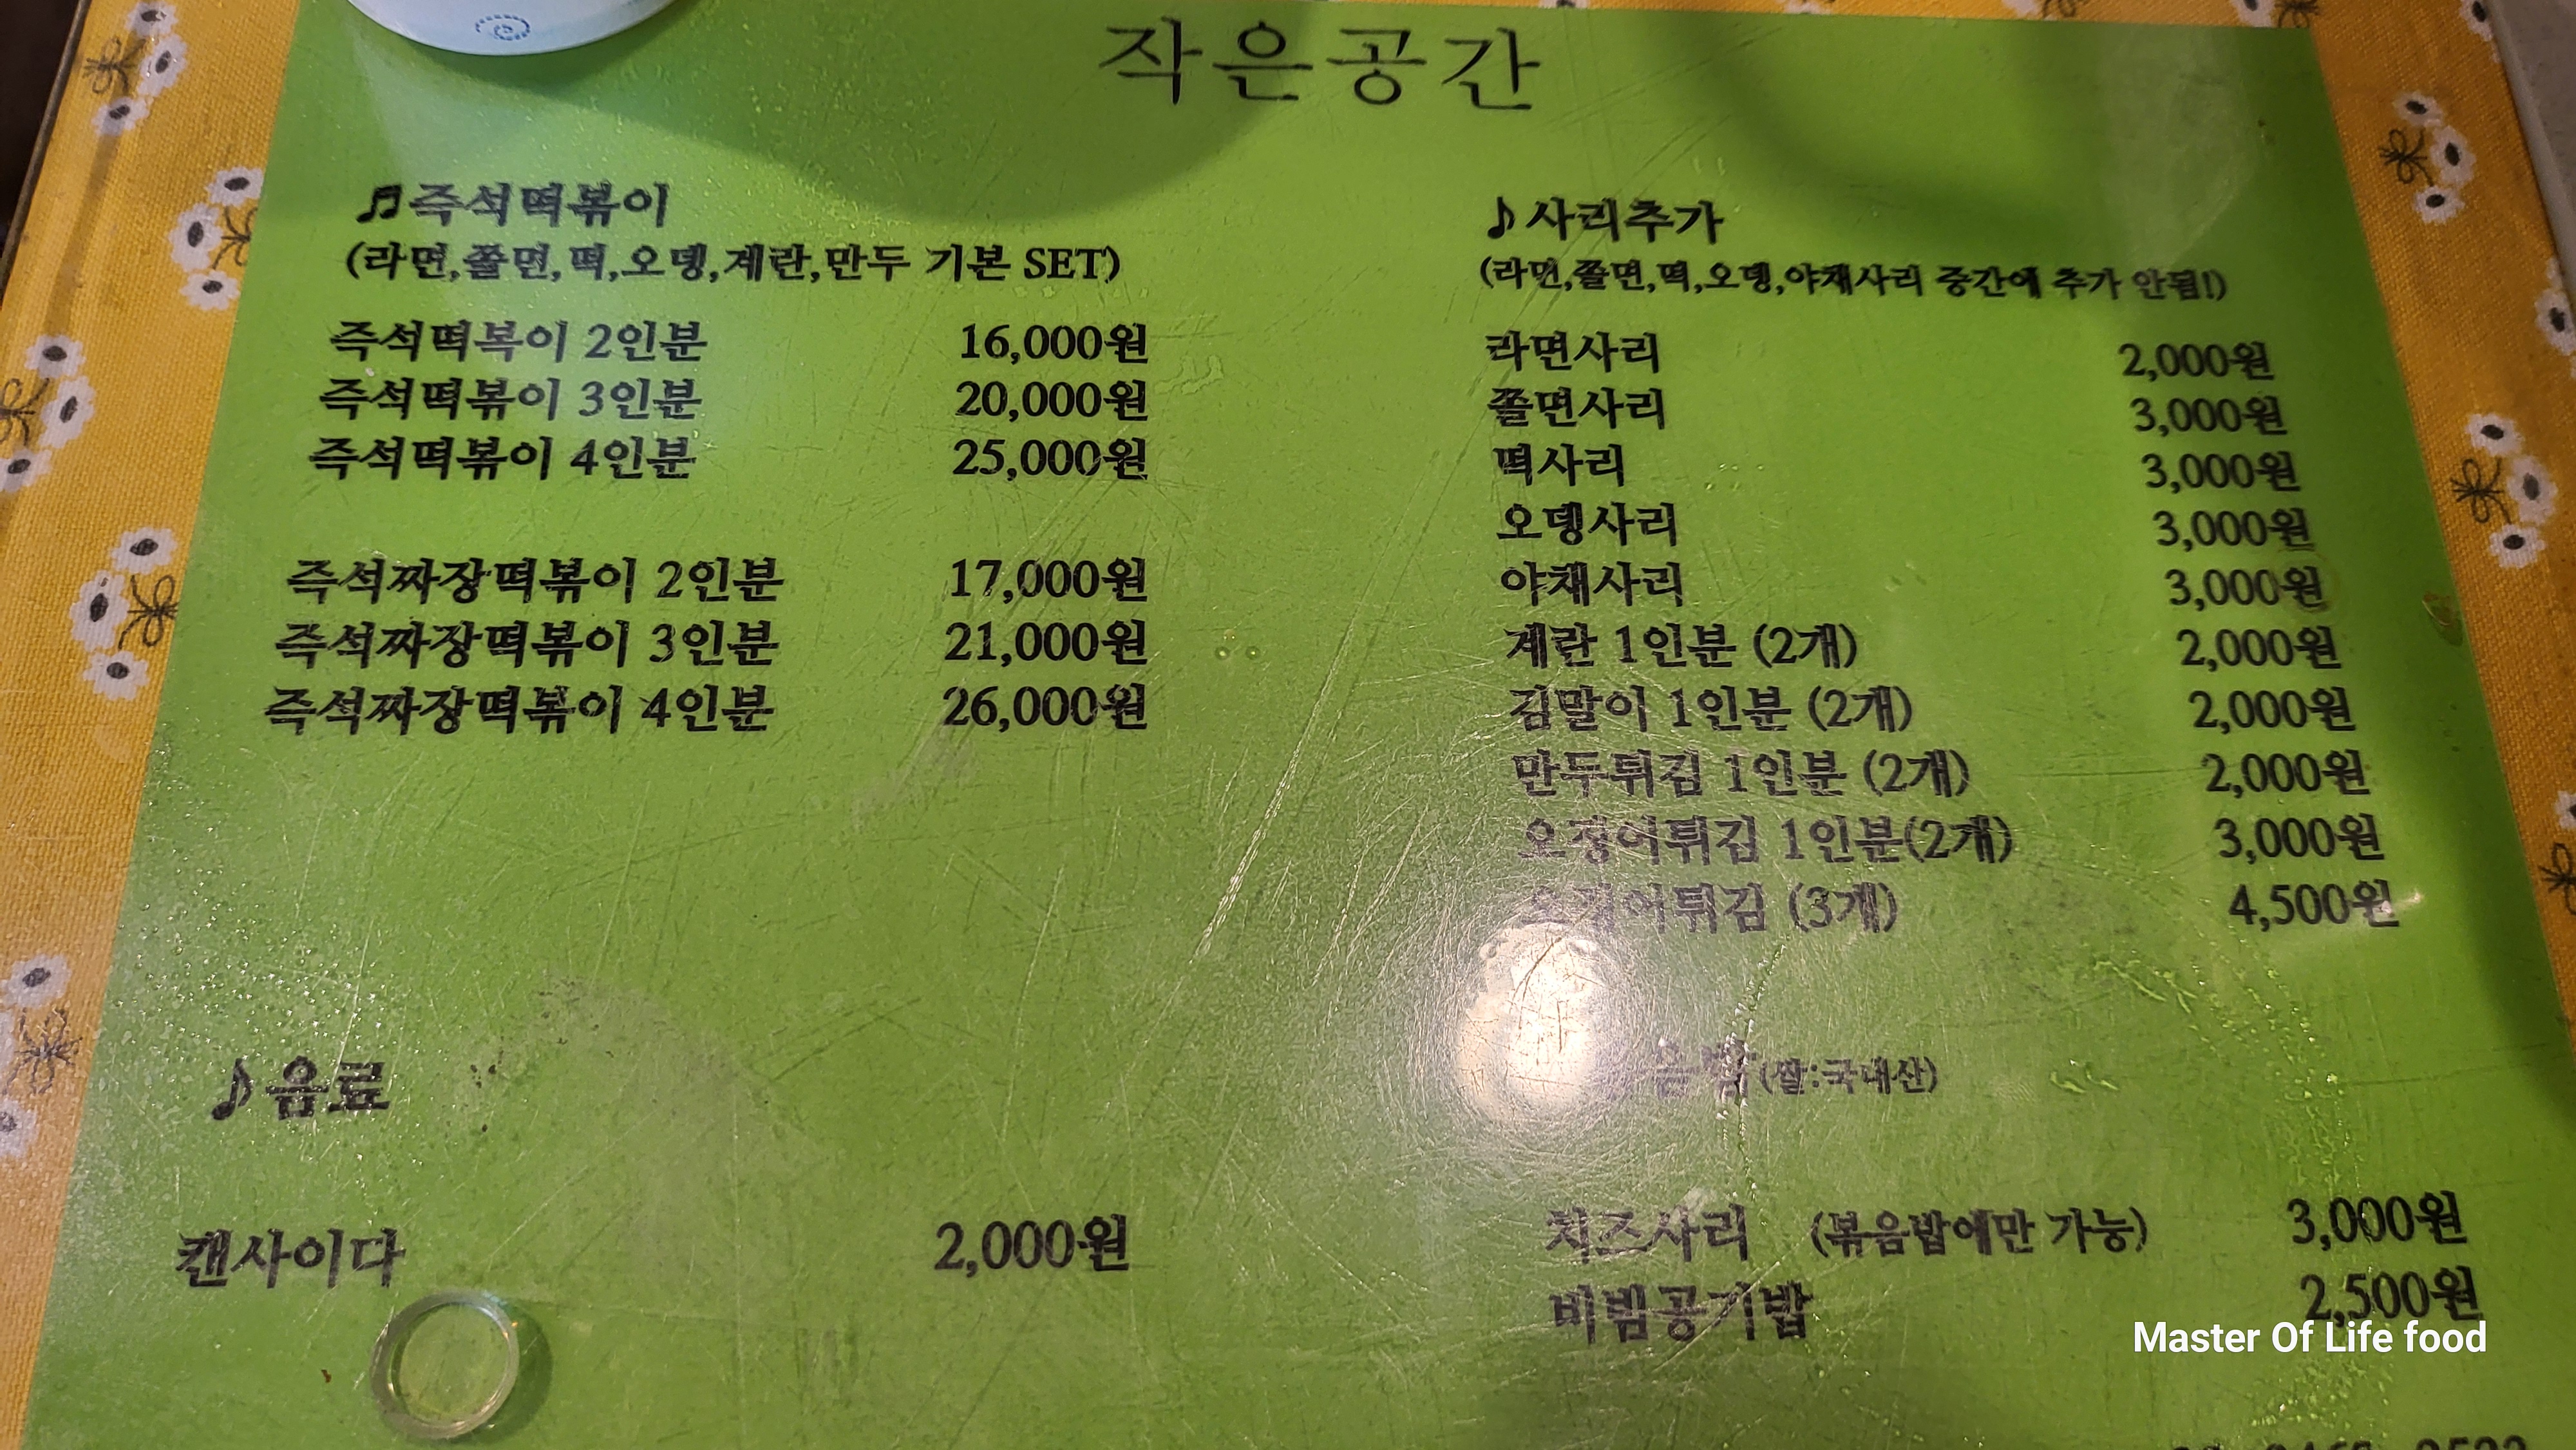 작은공간
♬즉석떡볶이
(라면,쫄면,떡,오뎅,계란,만두 기본 SET)
즉석떡복이 2인분 16,000원
즉석떡볶이 3인분 20,000원
즉석떡볶이 4인분 25,000원
즉석짜장떡볶이 2인분 17,000원
즉석짜장떡볶이 3인분 21,000원
즉석짜장떡볶이 4인분 26,000원
♪음료
캔사이다 2,000원
♪사리추가
(라면,쫄면,떡,오뎅,야채사리 중간에 추가 안됨!)
라면사리 2,000원
쫄면사리 3,000원
떡사리 3,000원
오뎅사리 3,000원
야채사리 3,000원
계란 1인분 (2개) 2,000원
김말이 1인분 (2개) 2,000원
만두튀김 1인분 (2개) 2,000원
오징어튀김 1인분(2개) 3,000원
오징어튀김 (3개) 4,500원
음밥(쌀:국내산)
치즈사리 (볶음밥에만 가능) 3,000원
비빔공기밥 2,500원
Master Of Life food